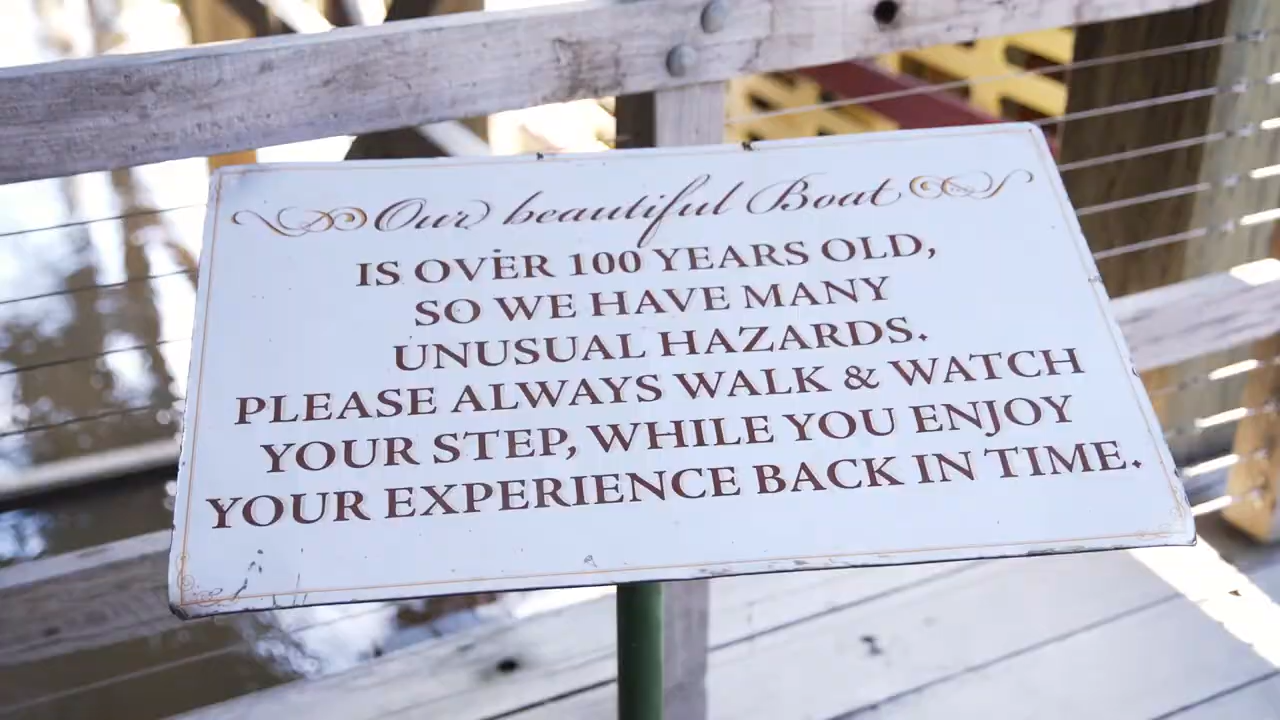 Our beautiful Boat
IS OVER 100 YEARS OLD,
SO WE HAVE MANY
UNUSUAL HAZARDS.
PLEASE ALWAYS WALK & WATCH
YOUR STEP, WHILE YOU ENJOY
YOUR EXPERIENCE BACK IN TIME.